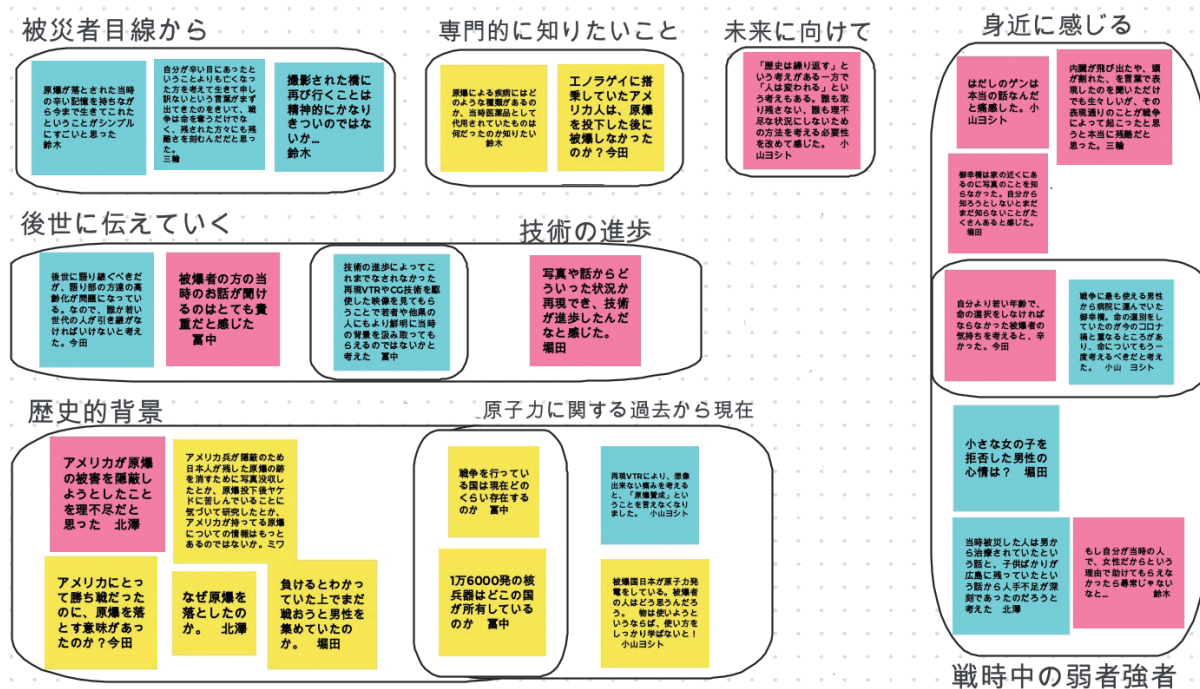 被災者目線から
原爆が落とされた当時
の辛い記憶を持ちなが
ら今まで生きてこれた
ということがシンプル
にすごいと思った
鈴木
自分が辛い目にあったと
いうことよりも亡くなっ
た方を考えて生きて申し
訳ないという言葉がまず
出てきたのをきいて、戦
争は命を奪うだけでな
く、残された方々にも残
酷さを刻むんだだと思っ
た。
三輪
撮影された橋に
再び行くことは
精神的にかなり
きついのではな
いか…
鈴木
専門的に知りたいこと
原爆による疾病にはど
のような種類があるの
か、当時医薬品として
代用されていたものは
何だったのか知りたい
鈴木
エノラゲイに搭
乗していたアメ
リカ人は、原爆
を投下した後に
被爆しなかった
のか？今田
未来に向けて
「歴史は繰り返す」と
いう考えがある一方で
「人は変われる」とい
う考えもある。誰も取
り残さない、誰も理不
尽な状況にしないため
の方法を考える必要性
を改めて感じた。 小
山ヨシト
身近に感じる
はだしのゲンは
本当の話なんだ
と痛感した。小
山ヨシト
内臓が飛び出たや、頭
が割れた、を言葉で表
現したのを聞いただけ
でも生々しいが、その
表現通りのことが戦争
によって起こったと思
うと本当に残酷だと
思った。三輪
御幸橋は家の近くにあ
るのに写真のことを知
らなかった。自分から
知ろうとしないとまだ
まだ知らないことがた
くさんあると感じた。
堀田
後世に伝えていく
後世に語り継ぐべきだ
が、語り部の方達の高
齢化が問題になってい
る。なので、誰か若い
世代の人が引き継がな
ければいけないと考え
た。今田
被爆者の方の当
時のお話が聞け
るのはとても貴
重だと感じた
冨中
技術の進歩によってこ
れまでなされなかった
再現VTRやCG技術を駆
使した映像を見てもら
うことで若者や他県の
人にもより鮮明に当時
の背景を汲み取っても
らえるのではないかと
考えた 冨中
技術の進歩
写真や話からど
ういった状況か
再現でき、技術
が進歩したんだ
なと感じた。
堀田
自分より若い年齢で、
命の選択をしなければ
ならなかった被爆者の
気持ちを考えると、辛
かった。今田
戦争に最も使える男性
から病院に運んでいた
御幸橋。命の選別をし
ていたのが今のコロナ
禍と重なるところがあ
り、命についてもう一
度考えるべきだと考え
た。 小山 ヨシト
歴史的背景
アメリカが原爆
の被害を隠蔽し
ようとしたこと
を理不尽だと
思った 北澤
アメリカ兵が隠蔽のため
日本人が残した原爆の跡
を消すために写真没収し
たとか、原爆投下後ヤケ
ドに苦しんでいることに
気づいて研究したとか、
アメリカが持ってる原爆
についての情報はもっと
あるのではないか。ミワ
アメリカにとっ
て勝ち戦だった
のに、原爆を落
とす意味があっ
たのか？今田
なぜ原爆を
落としたの
か。 北澤
負けるとわかっ
ていた上でまだ
戦おうと男性を
集めていたの
か。 堀田
原子力に関する過去から現在
戦争を行ってい
る国は現在どの
くらい存在する
のか 冨中
再現VTRにより、想像
出来ない痛みを考える
と、「原爆賛成」とい
うことを言えなくなり
ました。 小山ヨシト
1万6000発の核
兵器はどこの国
が所有している
のか 冨中
被爆国日本が原子力発
電をしている。被爆者
の人はどう思うんだろ
う。 物は使いようと
いうならば、使い方を
しっかり学ばないと！
小山ヨシト
小さな女の子を
拒否した男性の
心情は？ 堀田
当時被災した人は男か
ら治療されていたとい
う話と、子供ばかりが
広島に残っていたとい
う話から人手不足が深
刻であったのだろうと
考えた 北澤
もし自分が当時の人
で、女性だからという
理由で助けてもらえな
かったら尋常じゃない
なと… 鈴木
戦時中の弱者強者